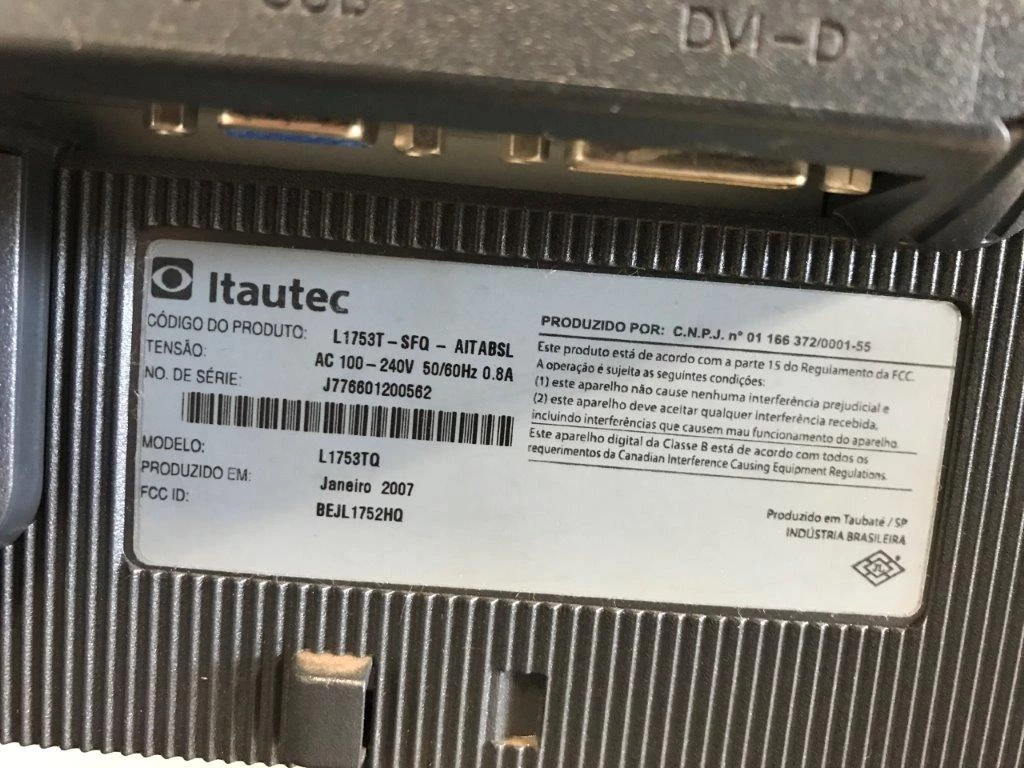 DVI-D
Itautec
CÓDIGO DO PRODUTO: L1753T-SFQ - AITABSL
TENSÃO: AC 100-240V 50/60Hz 0.8A
NO. DE SÉRIE: J776601200562
MODELO: L1753TQ
PRODUZIDO EM: Janeiro 2007
FCC ID: BEJL1752HQ
PRODUZIDO POR: C.N.P.J. nº 01 166 372/0001-55
Este produto está de acordo com a parte 15 do Regulamento da FCC.
A operação é sujeita as seguintes condições:
(1) este aparelho não cause nenhuma interferência prejudicial e
(2) este aparelho deve aceitar qualquer interferência recebida,
incluindo interferências que causem mau funcionamento do aparelho.
Este aparelho digital da Classe B está de acordo com todos os
requerimentos da Canadian Interference Causing Equipment Regulations.
Produzido em Taubaté / SP
INDÚSTRIA BRASILEIRA